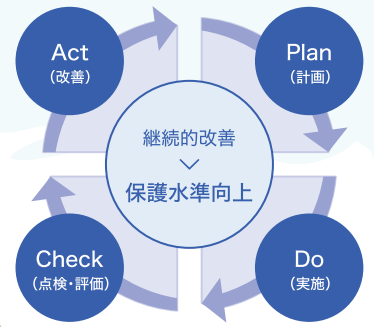 Act
（改善）
Plan
（計画）
継続的改善
保護水準向上
Check
（点検・評価）
Do
（実施）